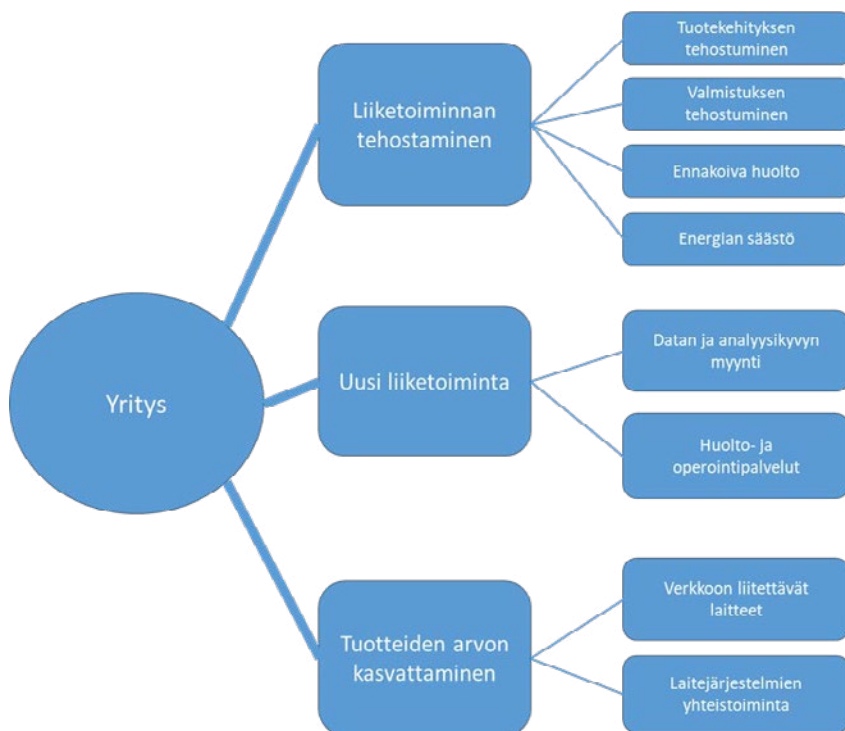 Yritys
Liiketoiminnan
tehostaminen
Tuotekehityksen
tehostuminen
Valmistuksen
tehostuminen
Ennakoiva huolto
Energian säästö
Uusi liiketoiminta
Datan ja analyysikyvyn
myynti
Huolto- ja
operointipalvelut
Tuotteiden arvon
kasvattaminen
Verkkoon liitettävät
laitteet
Laitejärjestelmien
yhteistoiminta